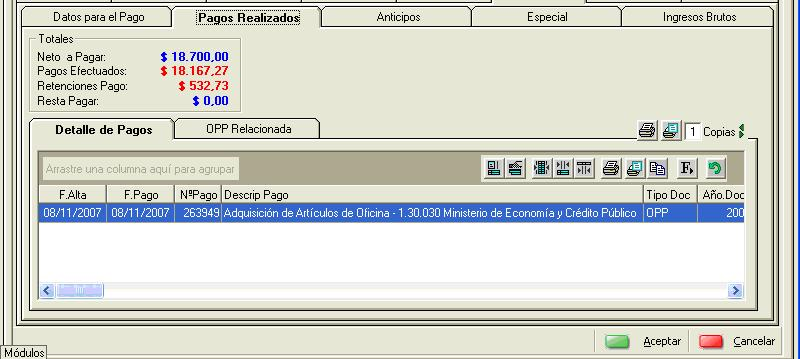 Datos para el Pago Pagos Realizados Anticipos Especial Ingresos Brutos
Totales
Neto a Pagar: $ 18.700,00
Pagos Efectuados: $ 18.167,27
Retenciones Pago: $ 532,73
Resta Pagar: $ 0,00
Detalle de Pagos OPP Relacionada 1 Copias
Arrastre una columna aquí para agrupar
F.Alta F.Pago NºPago Descrip Pago Tipo Doc Año.Doc
08/11/2007 08/11/2007 263949 Adquisición de Artículos de Oficina - 1.30.030 Ministerio de Economía y Crédito Público OPP 200
Aceptar Cancelar
Módulos